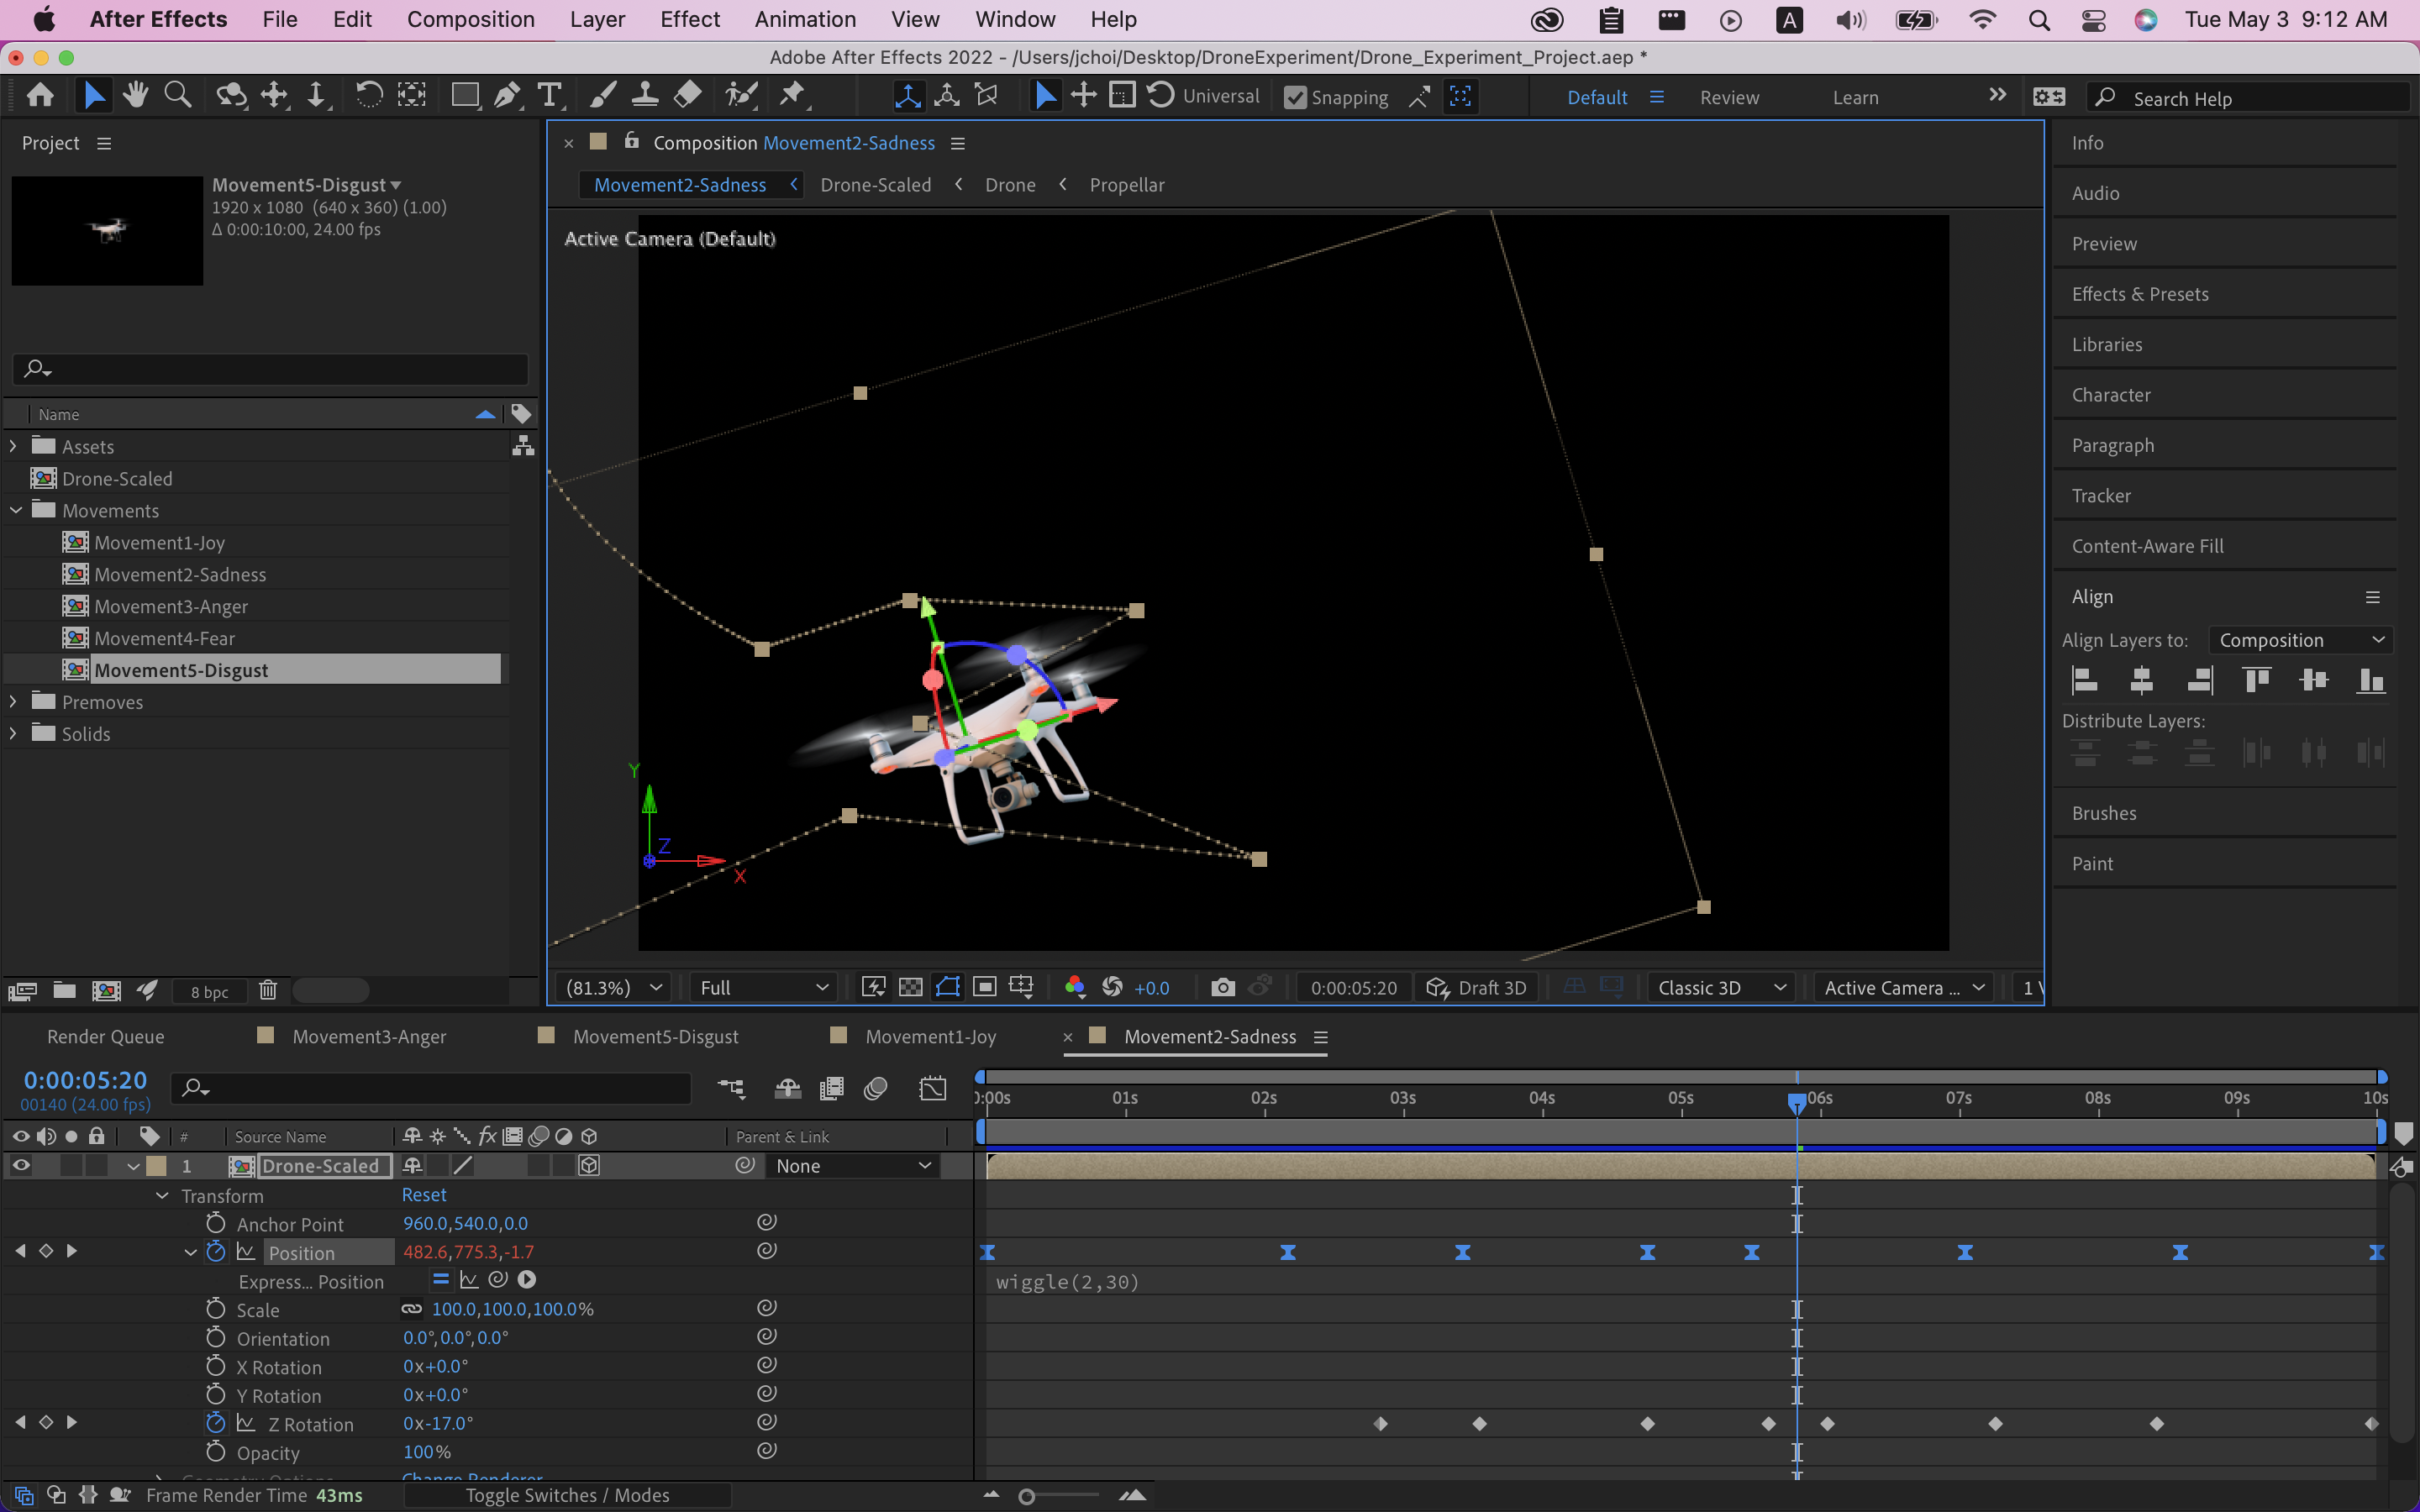 After Effects File Edit Composition Layer Effect Animation View Window Help A Tue May 3 9:12 AM
Adobe After Effects 2022 - /Users/jchoi/Desktop/DroneExperiment/Drone_Experiment_Project.aep *
Universal Snapping Default Review Learn Search Help
Project
Movement5-Disgust
1920 x 1080 (640 x 360) (1.00)
Δ 0:00:10:00, 24.00 fps
Name
Assets
Drone-Scaled
Movements
Movement1-Joy
Movement2-Sadness
Movement3-Anger
Movement4-Fear
Movement5-Disgust
Premoves
Solids
8 bpc
Composition Movement2-Sadness
Movement2-Sadness Drone-Scaled Drone Propellar
Active Camera (Default)
Y
Z
X
(81.3%) Full +0.0 0:00:05:20 Draft 3D Classic 3D Active Camera ... 1
Info
Audio
Preview
Effects & Presets
Libraries
Character
Paragraph
Tracker
Content-Aware Fill
Align
Align Layers to: Composition
Distribute Layers:
Brushes
Paint
Render Queue Movement3-Anger Movement5-Disgust Movement1-Joy Movement2-Sadness
0:00:05:20
00140 (24.00 fps)
0:00s 01s 02s 03s 04s 05s 06s 07s 08s 09s 10s
# Source Name fx Parent & Link
1 Drone-Scaled None
Transform Reset
Anchor Point 960.0,540.0,0.0
Position 482.6,775.3,-1.7
Express... Position wiggle(2,30)
Scale 100.0,100.0,100.0%
Orientation 0.0°,0.0°,0.0°
X Rotation 0x+0.0°
Y Rotation 0x+0.0°
Z Rotation 0x-17.0°
Opacity 100%
Geometry Options Change Renderer
Frame Render Time 43ms Toggle Switches / Modes